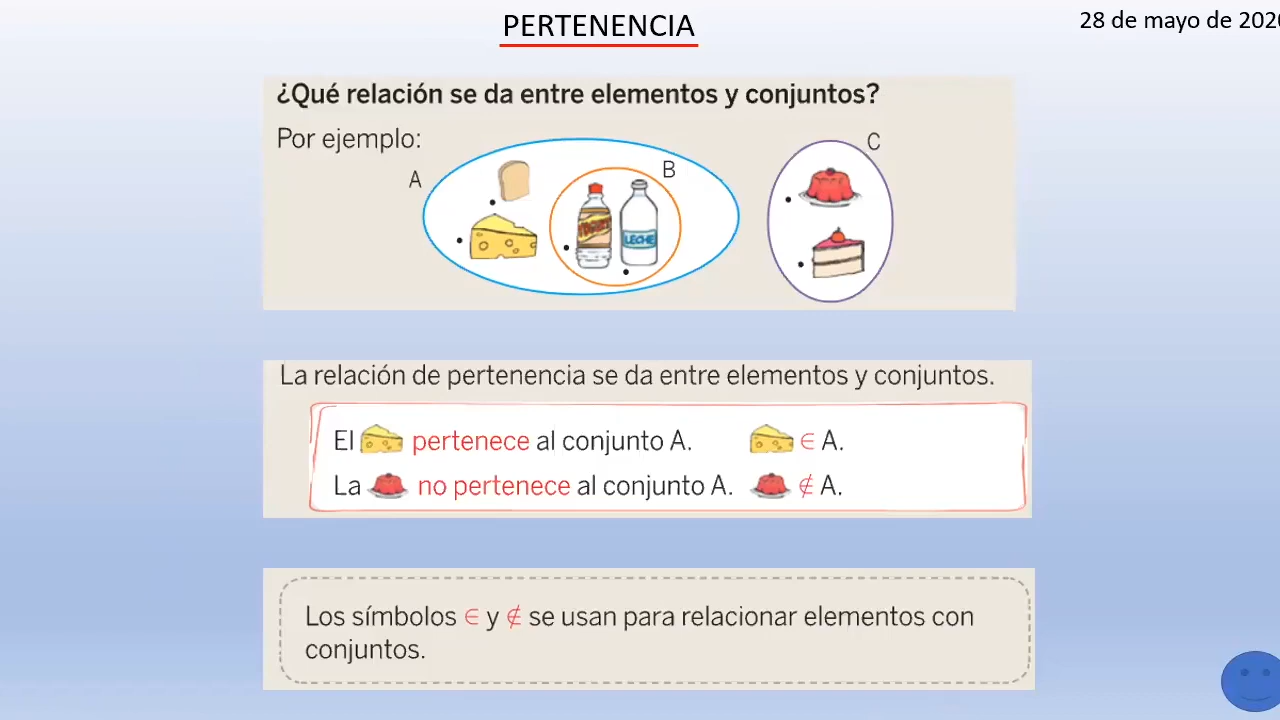 PERTENENCIA
28 de mayo de 202
¿Qué relación se da entre elementos y conjuntos?
Por ejemplo:
A
B
C
LECHE
La relación de pertenencia se da entre elementos y conjuntos.
El pertenece al conjunto A. ∈ A.
La no pertenece al conjunto A. ∉ A.
Los símbolos ∈ y ∉ se usan para relacionar elementos con
conjuntos.